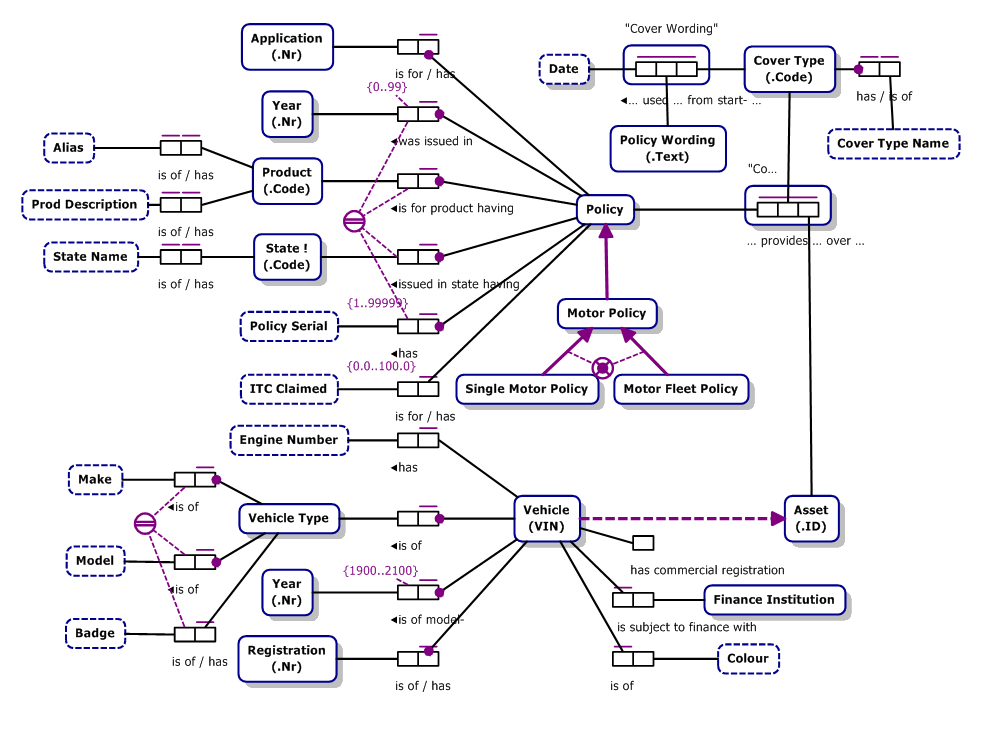 "Cover Wording"
Application
(.Nr)
is for / has
Date
◄... used ... from start- ...
Cover Type
(.Code)
has / is of
Cover Type Name
Policy Wording
(.Text)
{0..99}
Year
(.Nr)
◄was issued in
Alias
is of / has
Product
(.Code)
◄is for product having
Prod Description
is of / has
State Name
is of / has
State !
(.Code)
◄issued in state having
Policy
"Co...
... provides ... over ...
{1..99999}
Policy Serial
◄has
Motor Policy
{0.0..100.0}
ITC Claimed
is for / has
Single Motor Policy
Motor Fleet Policy
Engine Number
◄has
Make
◄is of
Vehicle Type
◄is of
Vehicle
(VIN)
Asset
(.ID)
Model
◄is of
has commercial registration
{1900..2100}
Year
(.Nr)
◄is of model-
Finance Institution
is subject to finance with
Badge
is of / has
Registration
(.Nr)
is of / has
Colour
is of